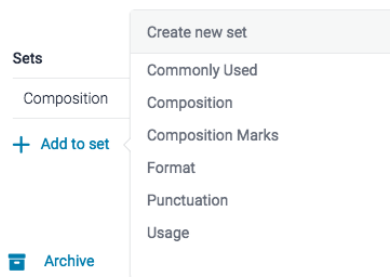 Sets
Composition
Add to set
Archive
Create new set
Commonly Used
Composition
Composition Marks
Format
Punctuation
Usage